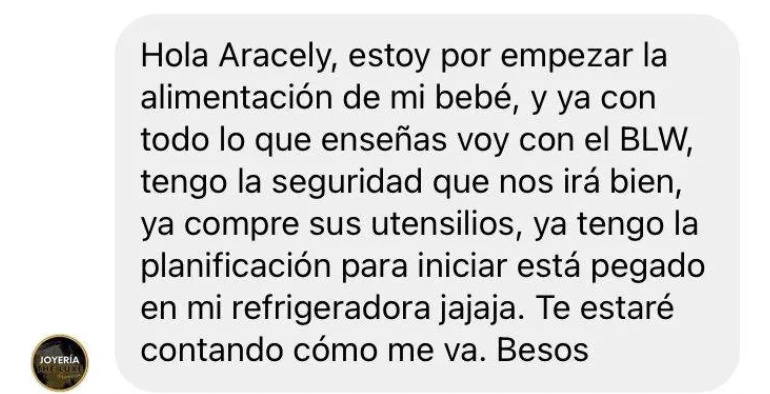 Hola Aracely, estoy por empezar la
alimentación de mi bebé, y ya con
todo lo que enseñas voy con el BLW,
tengo la seguridad que nos irá bien,
ya compre sus utensilios, ya tengo la
planificación para iniciar está pegado
en mi refrigeradora jajaja. Te estaré
contando cómo me va. Besos
JOYERÍA
THE LUXE